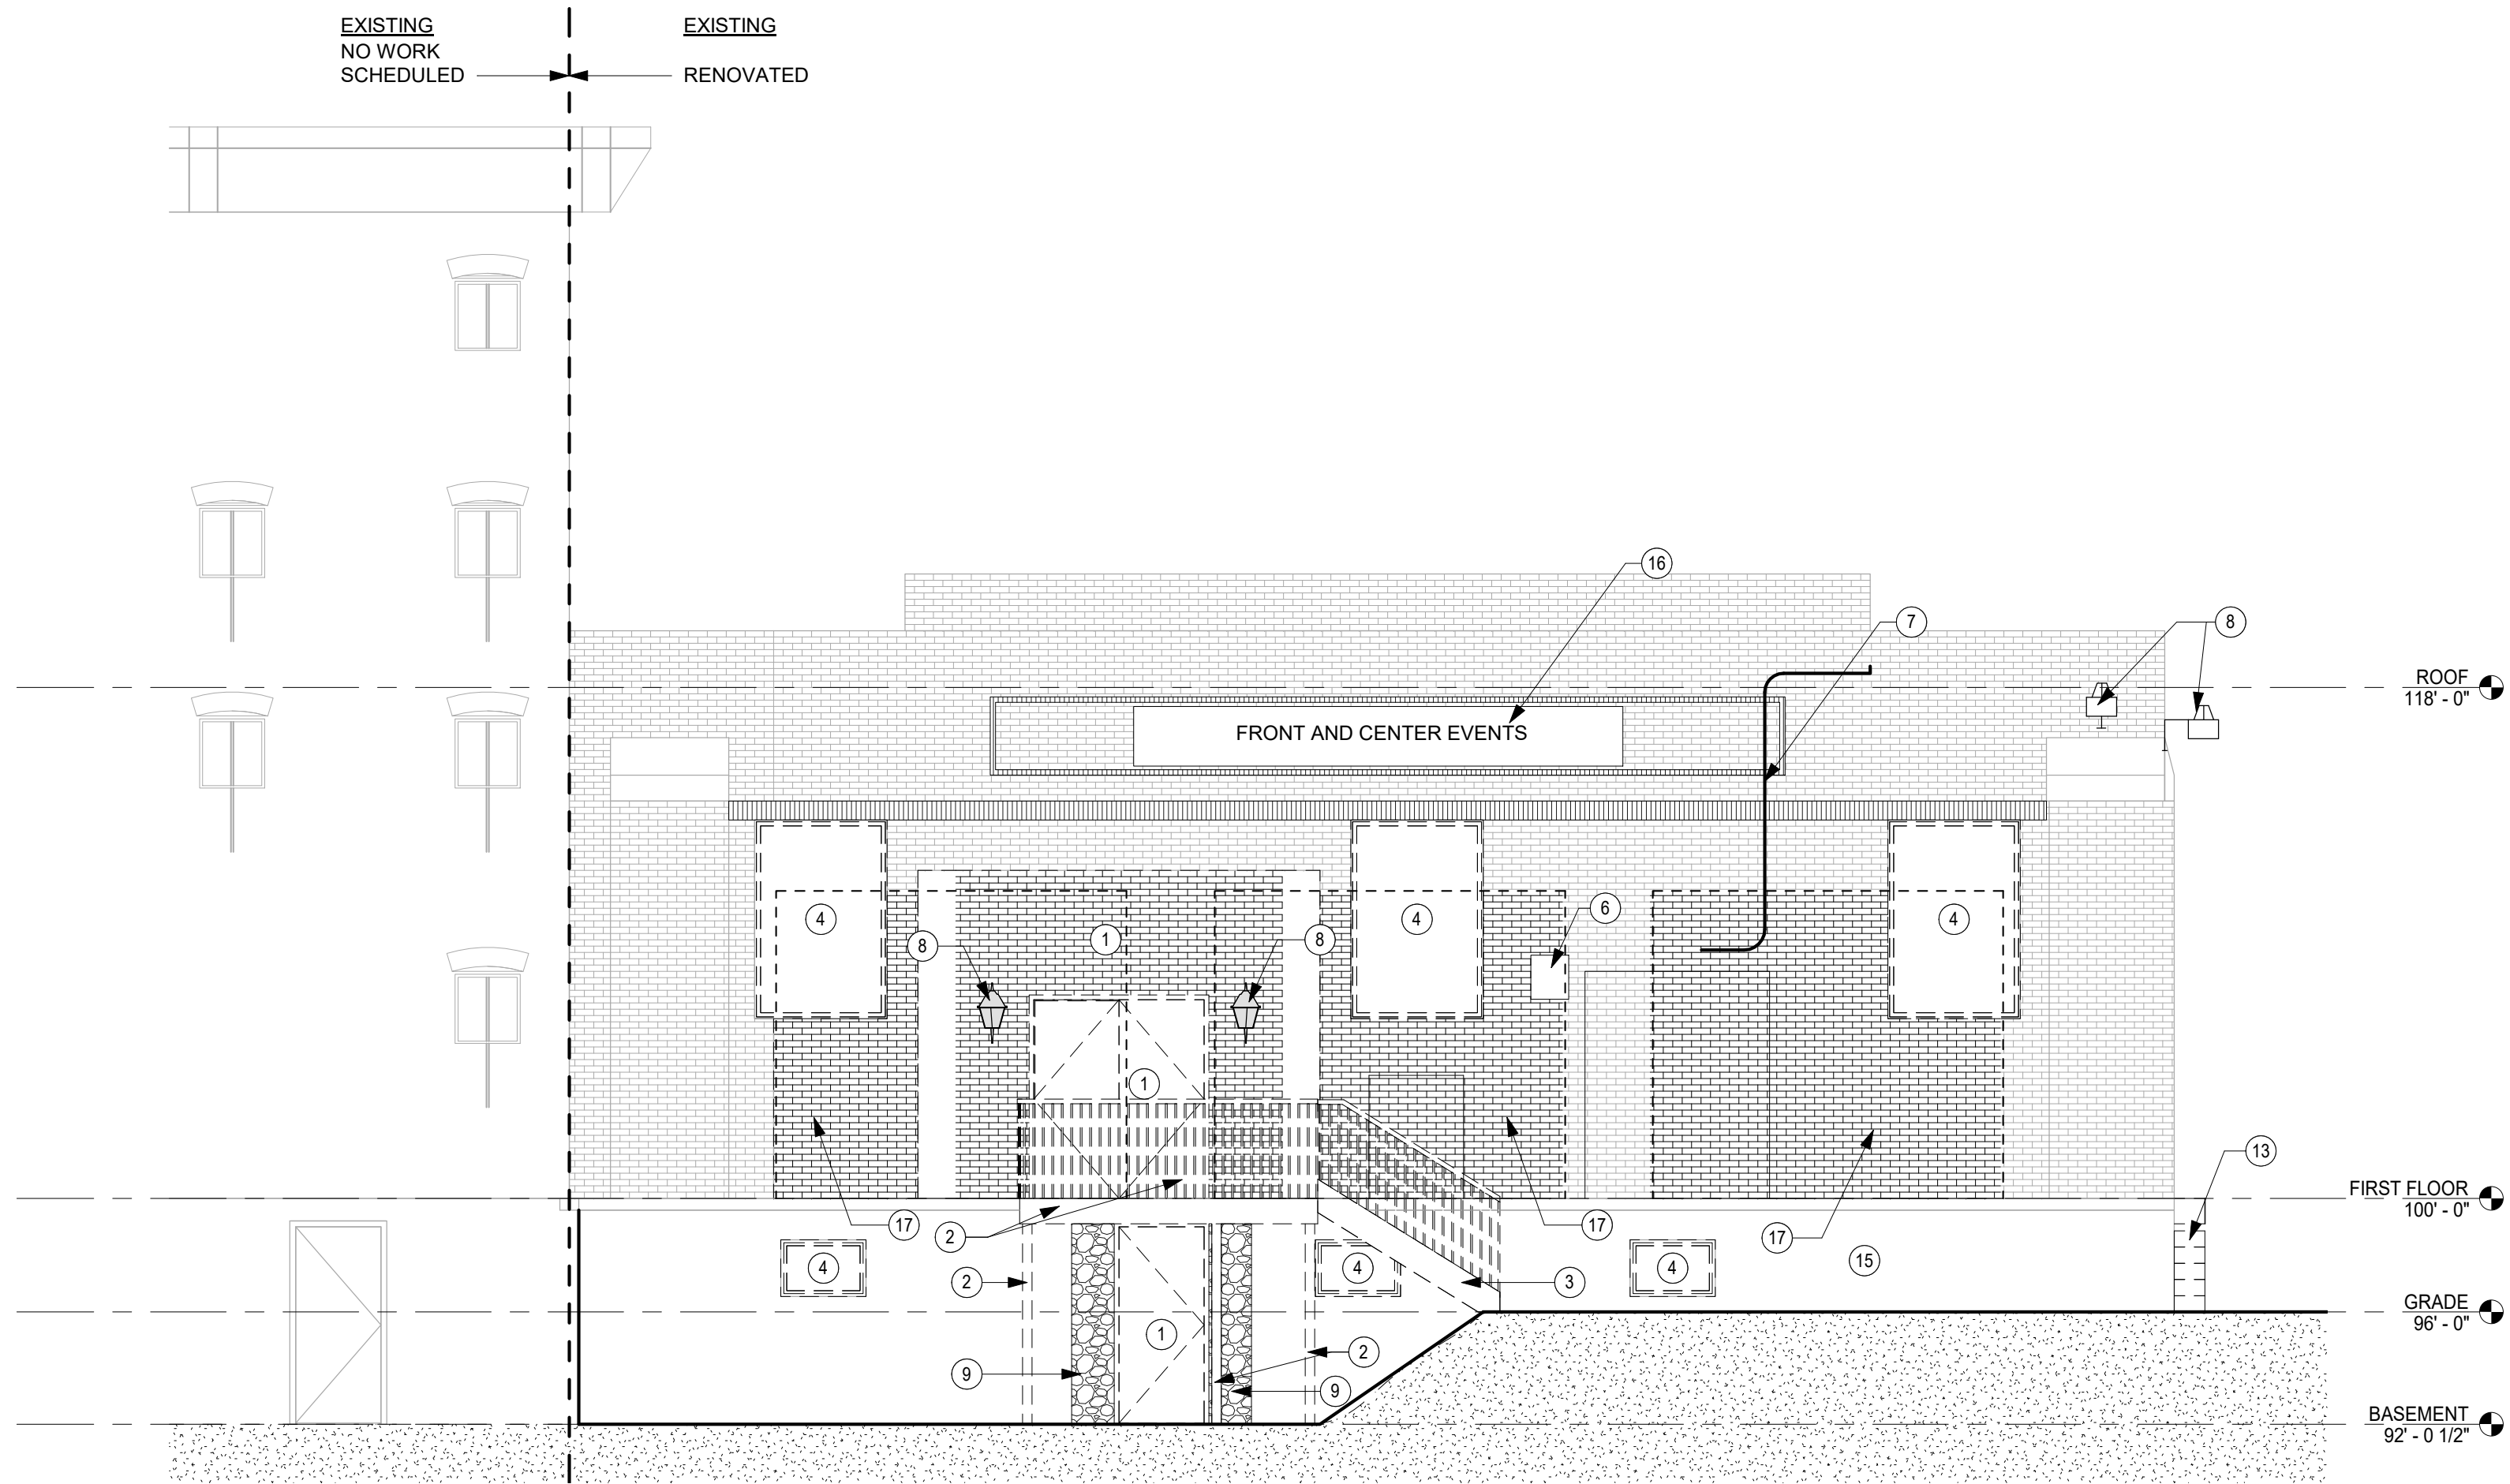 EXISTING
NO WORK
SCHEDULED
EXISTING
RENOVATED
16
7
8
ROOF
118' - 0"
FRONT AND CENTER EVENTS
4
4
4
6
8
1
8
1
13
FIRST FLOOR
100' - 0"
17
2
17
17
15
4
2
4
3
4
GRADE
96' - 0"
1
2
9
9
BASEMENT
92' - 0 1/2"